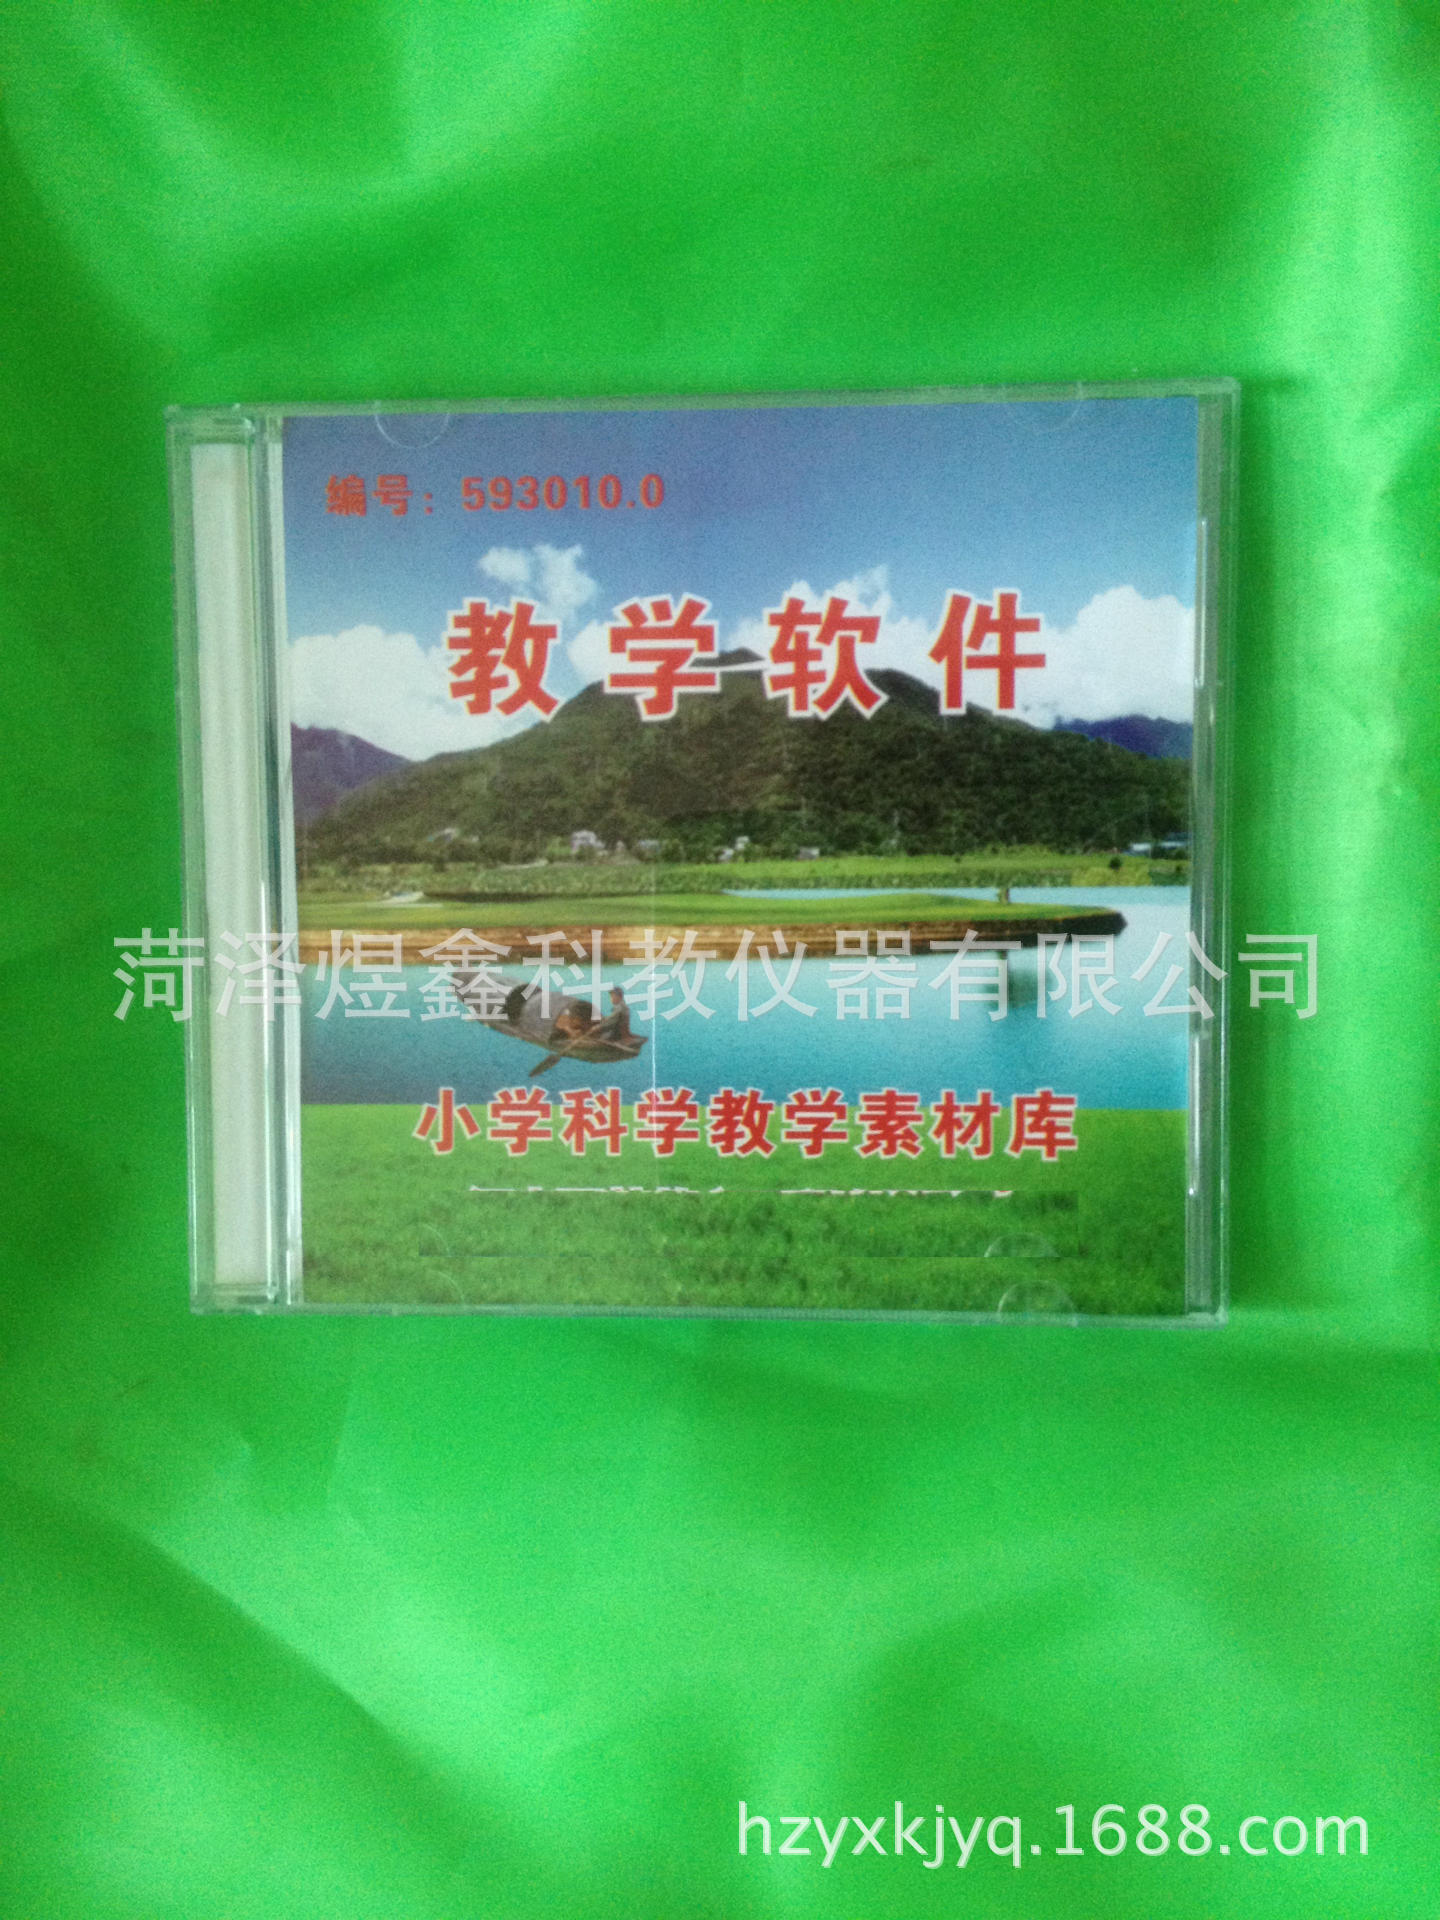 编号：593010.0
教学软件
菏泽煜鑫科教仪器有限公司
小学科学教学素材库
hzyxkjyq.1688.com